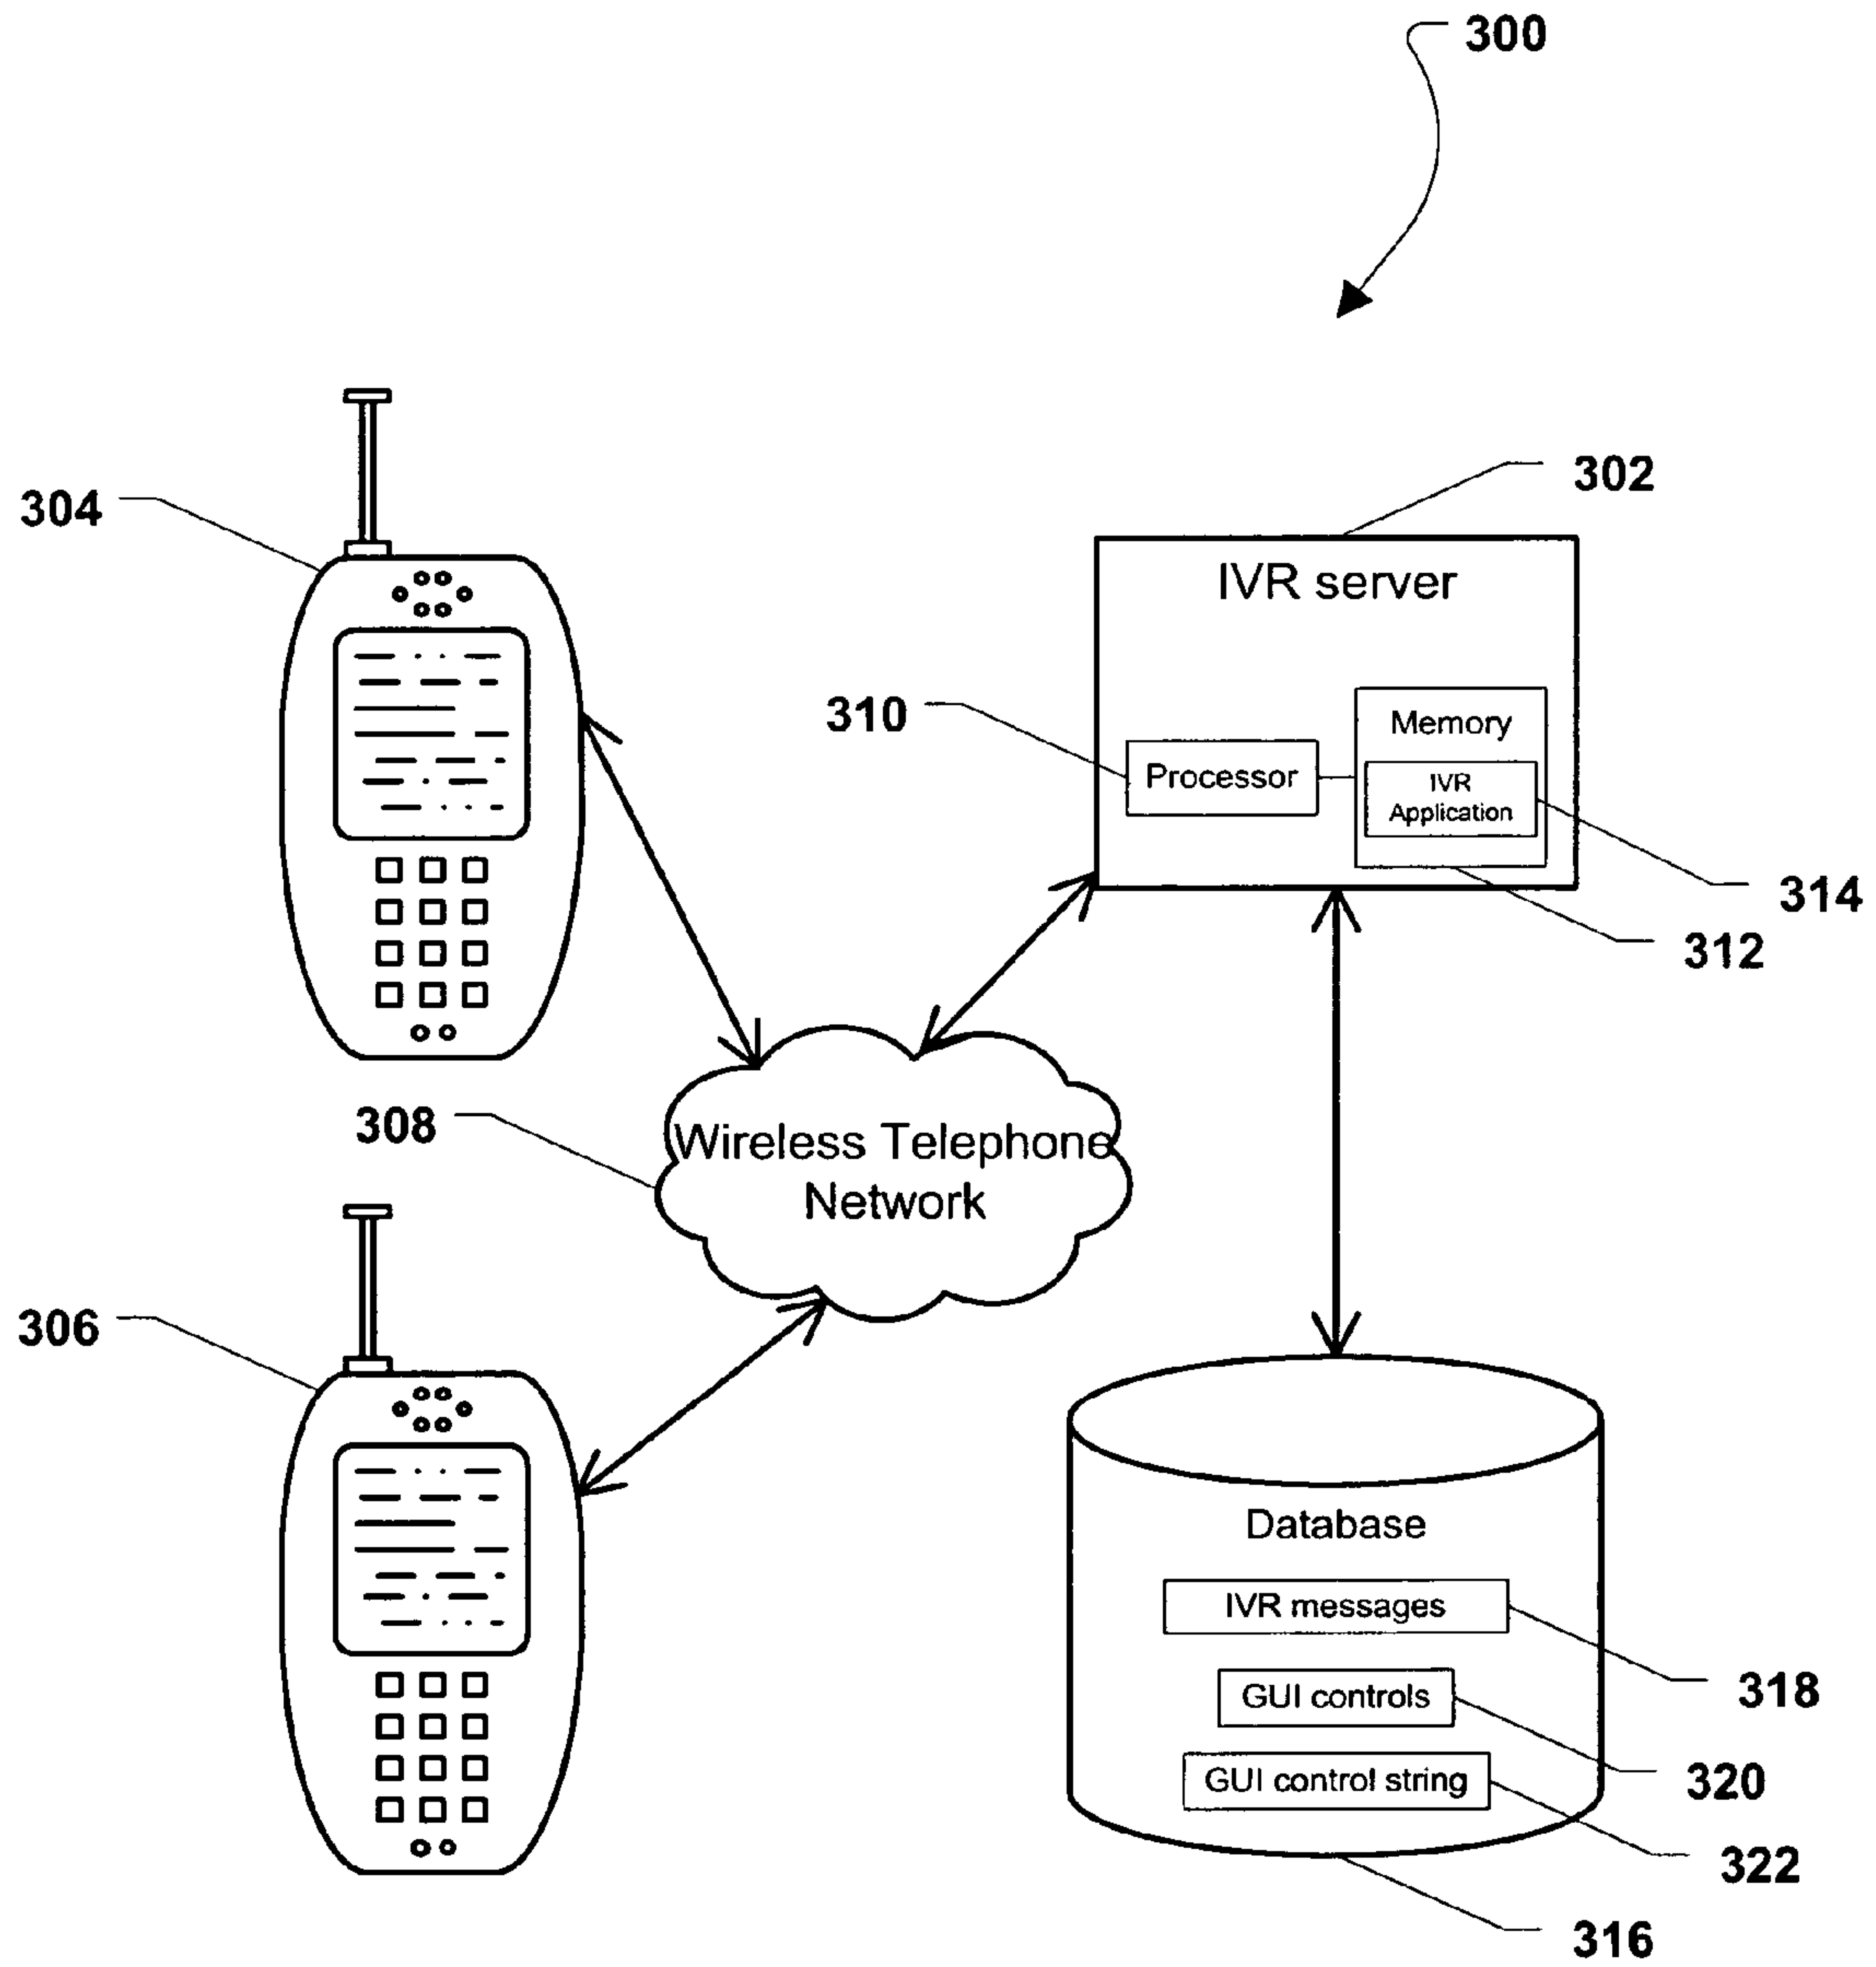 300
302
304
IVR server
310
Memory
Processor
IVR
Application
314
312
308
Wireless Telephone
Network
306
Database
IVR messages
318
GUI controls
320
GUI control string
322
316